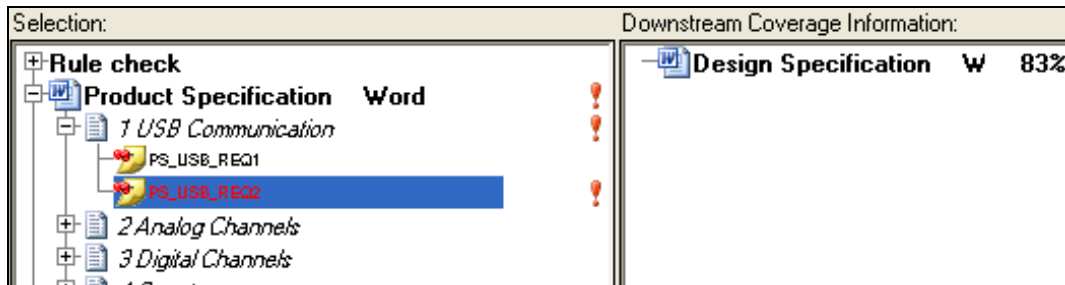 Selection:
Downstream Coverage Information:
Rule check
Product Specification Word
1 USB Communication
PS_USB_REQ1
PS_USB_REQ2
2 Analog Channels
3 Digital Channels
Design Specification W 83%